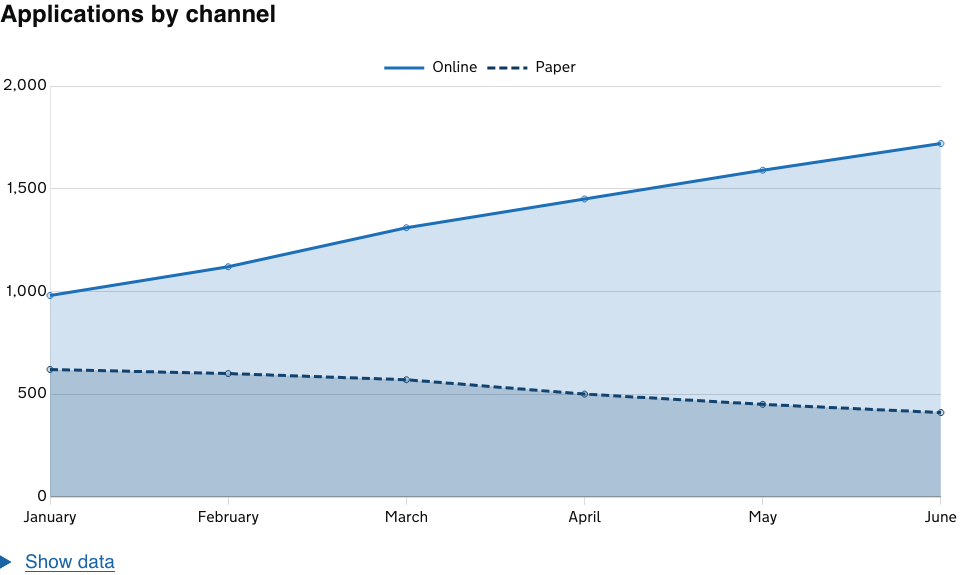 Applications by channel
Online Paper
2,000
1,500
1,000
500
0
January February March April May June
Show data